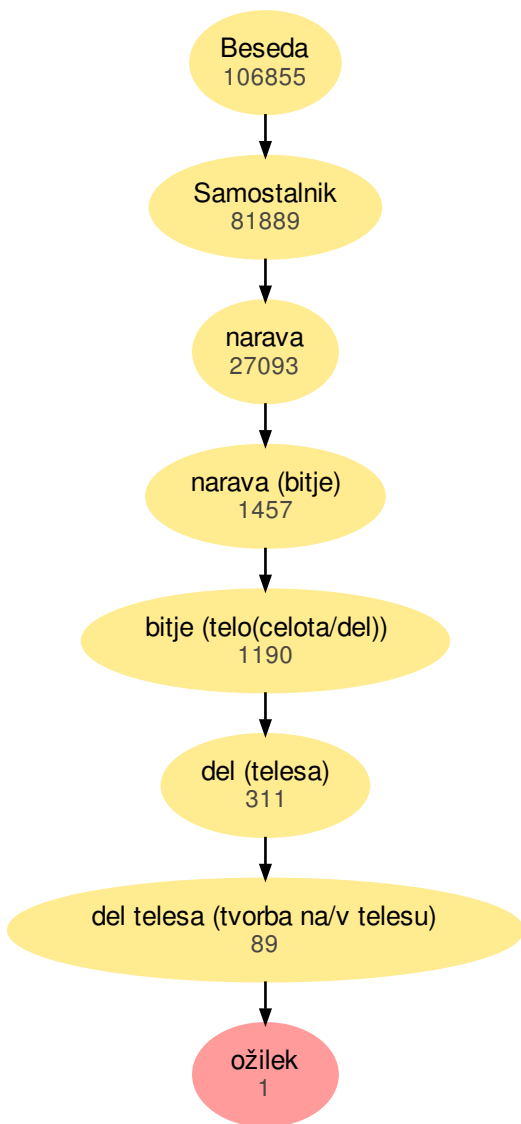 Beseda
106855
Samostalnik
81889
narava
27093
narava (bitje)
1457
bitje (telo(celota/del))
1190
del (telesa)
311
del telesa (tvorba na/v telesu)
89
ožilek
1